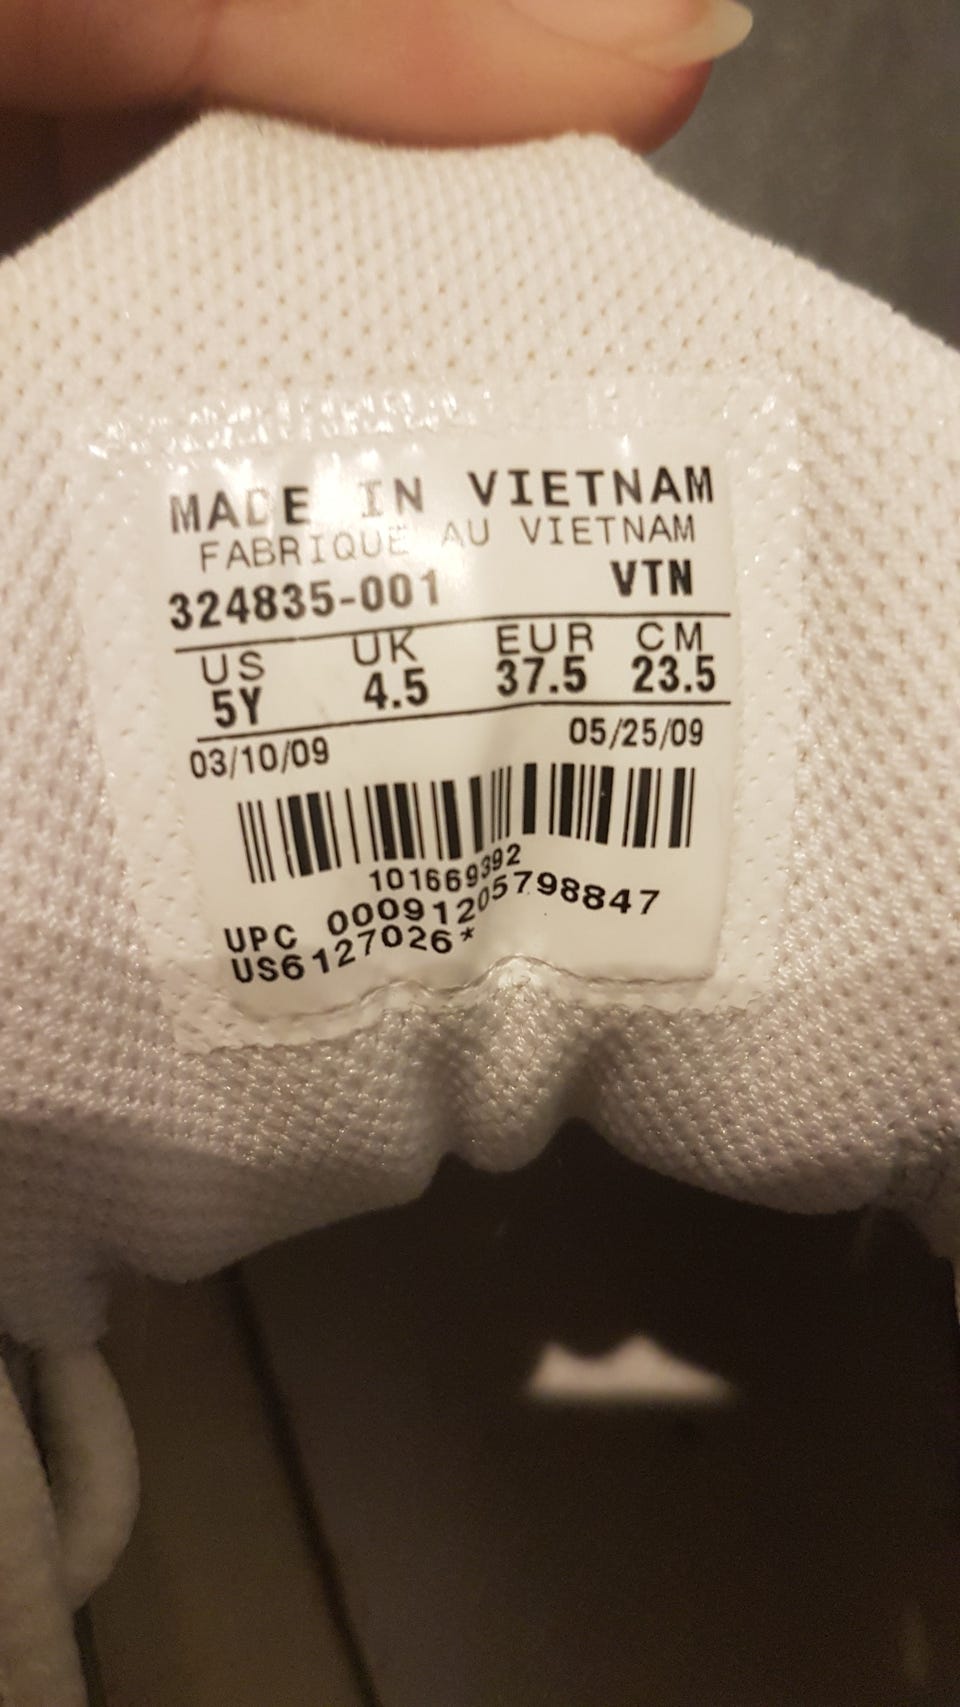 MADE IN VIETNAM
FABRIQUE AU VIETNAM
324835-001 VTN
US UK EUR CM
5Y 4.5 37.5 23.5
03/10/09 05/25/09
101669392
UPC 00091205798847
US6127026*